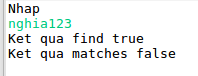 Nhap
nghia123
Ket qua find true
Ket qua matches false